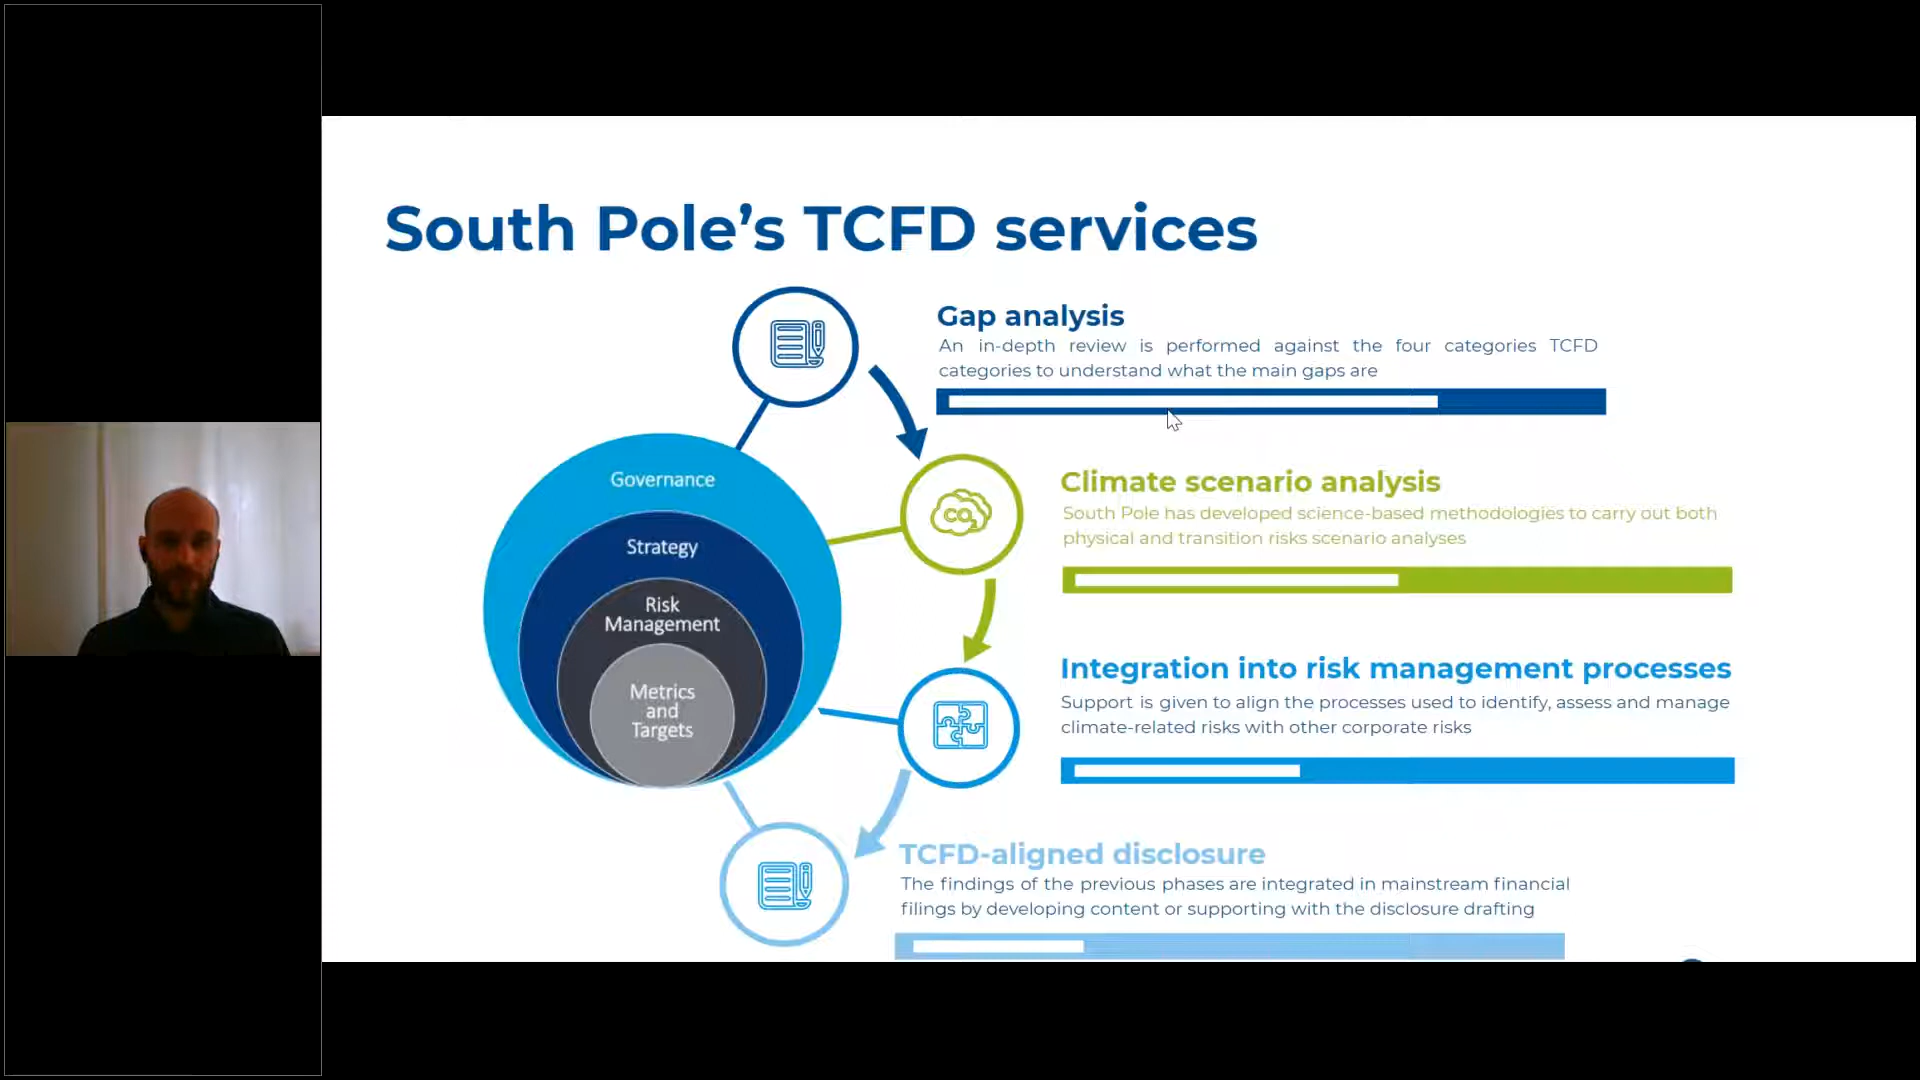 South Pole’s TCFD services
Gap analysis
An in-depth review is performed against the four categories TCFD
categories to understand what the main gaps are
Governance
Strategy
Risk
Management
Metrics
and
Targets
CO2
Climate scenario analysis
South Pole has developed science-based methodologies to carry out both
physical and transition risks scenario analyses
Integration into risk management processes
Support is given to align the processes used to identify, assess and manage
climate-related risks with other corporate risks
TCFD-aligned disclosure
The findings of the previous phases are integrated in mainstream financial
filings by developing content or supporting with the disclosure drafting